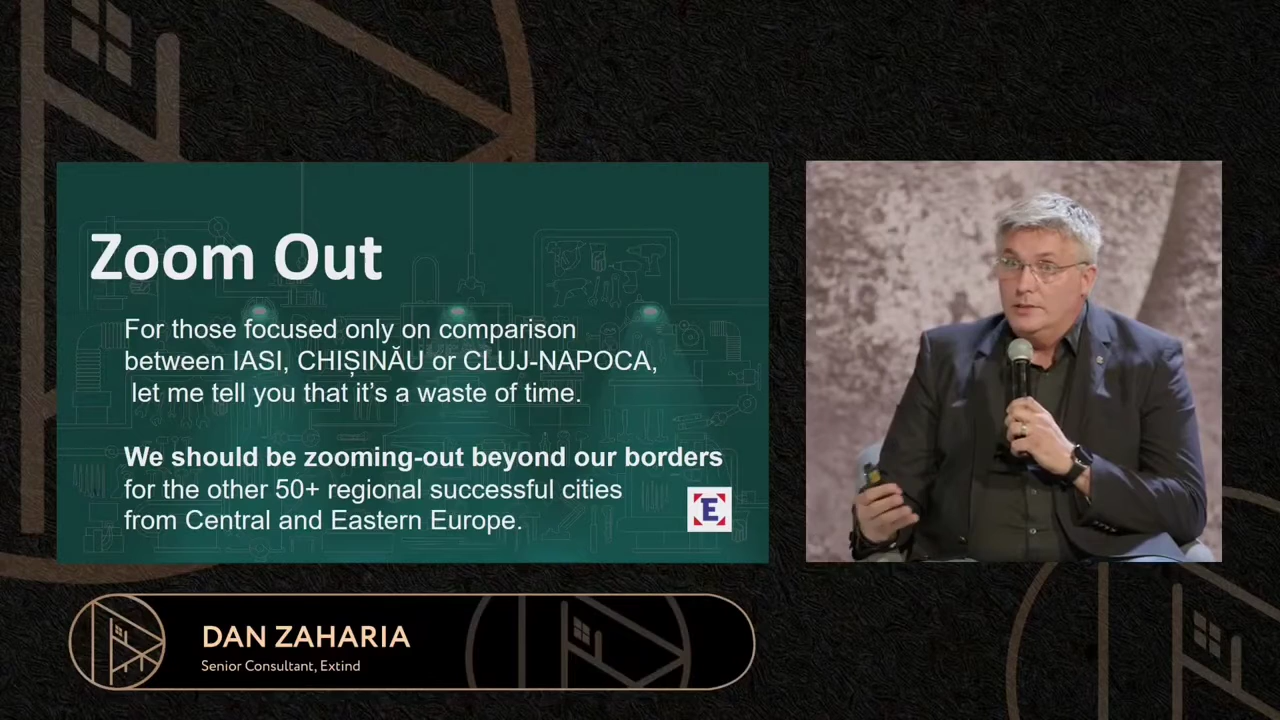 Zoom Out
For those focused only on comparison
between IASI, CHIȘINĂU or CLUJ-NAPOCA,
let me tell you that it's a waste of time.
We should be zooming-out beyond our borders
for the other 50+ regional successful cities
from Central and Eastern Europe.
E
DAN ZAHARIA
Senior Consultant, Extind